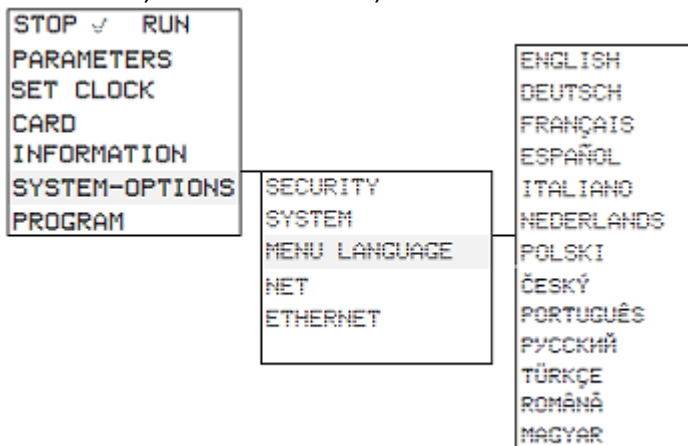 STOP √ RUN
PARAMETERS
SET CLOCK
CARD
INFORMATION
SYSTEM-OPTIONS
PROGRAM
SECURITY
SYSTEM
MENU LANGUAGE
NET
ETHERNET
ENGLISH
DEUTSCH
FRANÇAIS
ESPAÑOL
ITALIANO
NEDERLANDS
POLSKI
ČESKÝ
PORTUGUÊS
РУССКИЙ
TÜRKÇE
ROMÂNĂ
MAGYAR